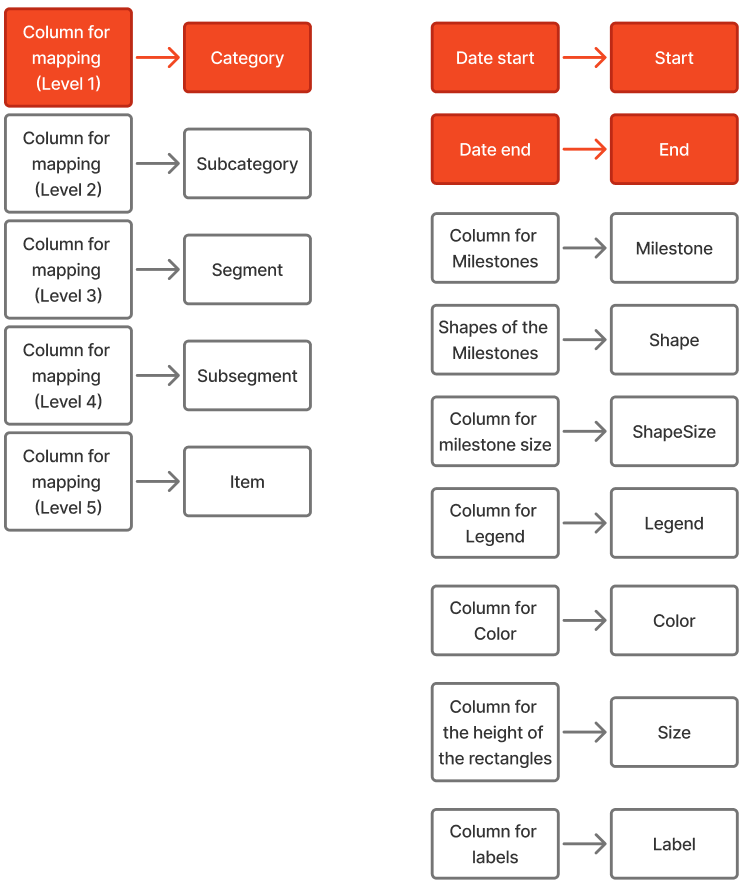 Column for
mapping
(Level 1)
Category
Column for
mapping
(Level 2)
Subcategory
Column for
mapping
(Level 3)
Segment
Column for
mapping
(Level 4)
Subsegment
Column for
mapping
(Level 5)
Item
Date start
Start
Date end
End
Column for
Milestones
Milestone
Shapes of the
Milestones
Shape
Column for
milestone size
ShapeSize
Column for
Legend
Legend
Column for
Color
Color
Column for
the height of
the rectangles
Size
Column for
labels
Label